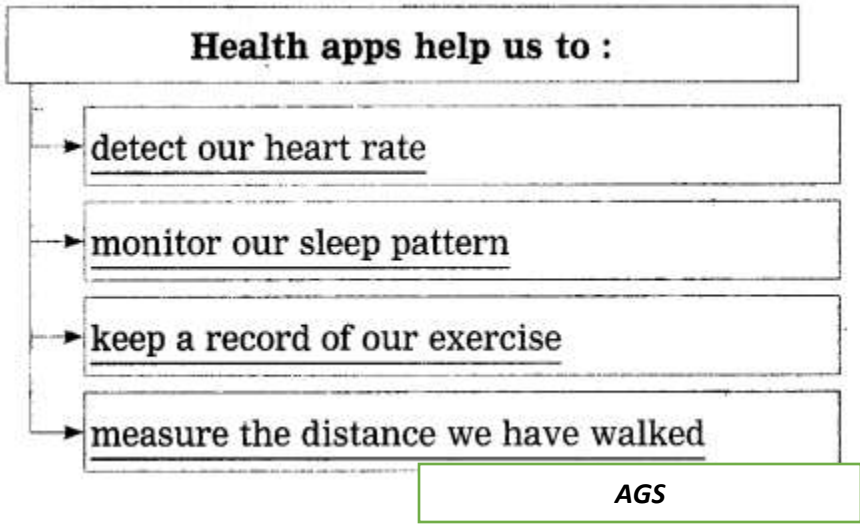 Health apps help us to :
detect our heart rate
monitor our sleep pattern
keep a record of our exercise
measure the distance we have walked
AGS